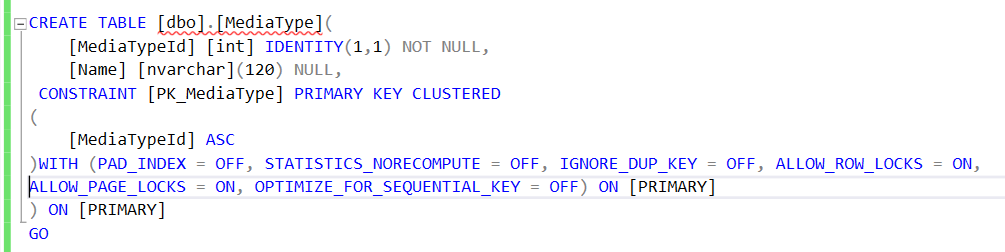 CREATE TABLE [dbo].[MediaType](
    [MediaTypeId] [int] IDENTITY(1,1) NOT NULL,
    [Name] [nvarchar](120) NULL,
 CONSTRAINT [PK_MediaType] PRIMARY KEY CLUSTERED
(
    [MediaTypeId] ASC
)WITH (PAD_INDEX = OFF, STATISTICS_NORECOMPUTE = OFF, IGNORE_DUP_KEY = OFF, ALLOW_ROW_LOCKS = ON,
ALLOW_PAGE_LOCKS = ON, OPTIMIZE_FOR_SEQUENTIAL_KEY = OFF) ON [PRIMARY]
) ON [PRIMARY]
GO